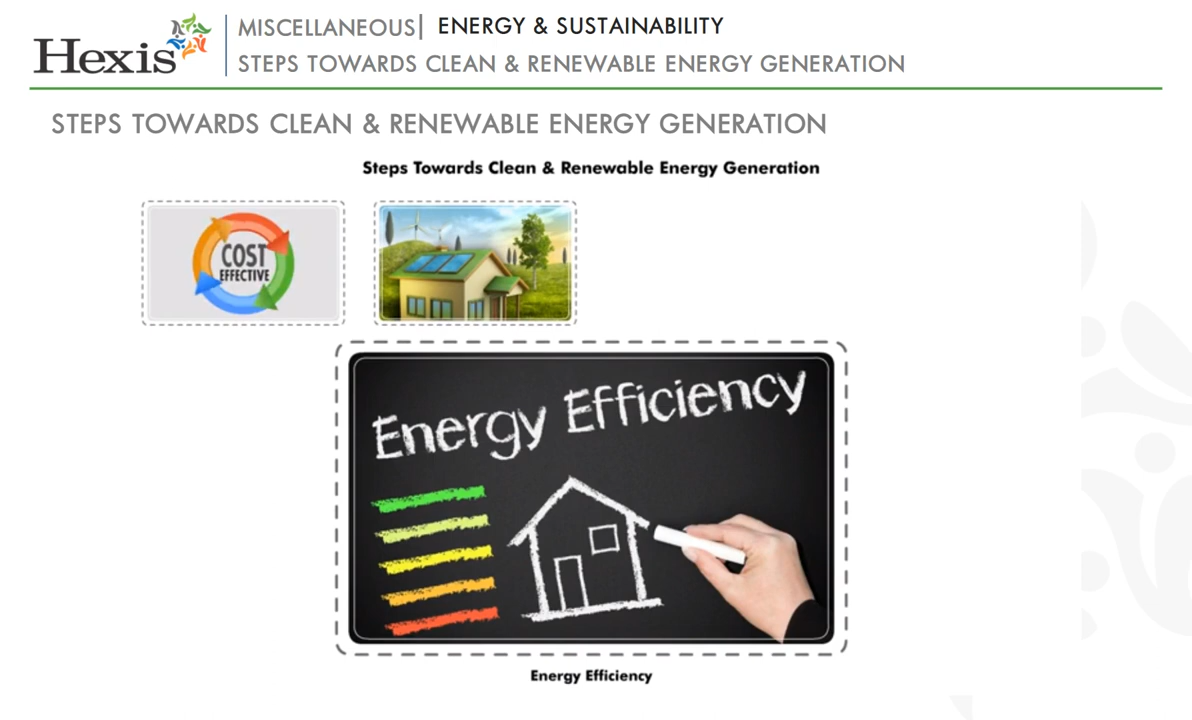 Hexis
MISCELLANEOUS| ENERGY & SUSTAINABILITY
STEPS TOWARDS CLEAN & RENEWABLE ENERGY GENERATION
STEPS TOWARDS CLEAN & RENEWABLE ENERGY GENERATION
Steps Towards Clean & Renewable Energy Generation
COST
EFFECTIVE
Energy Efficiency
Energy Efficiency